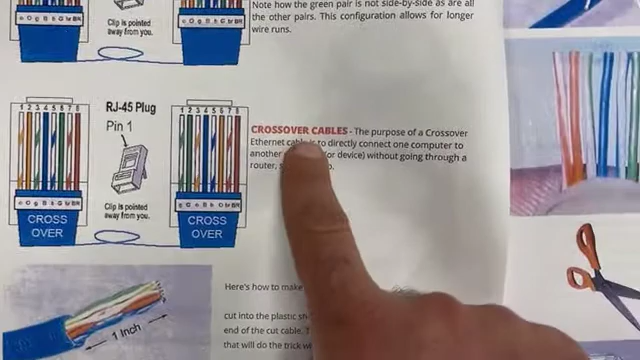 Clip is pointed
away from you.
Note how the green pair is not side-by-side as are all
the other pairs. This configuration allows for longer
wire runs.
RJ-45 Plug
Pin 1
Clip is pointed
away from you.
1 2 3 4 5 6 7 8
CROSS
OVER
1 2 3 4 5 6 7 8
CROSS
OVER
CROSSOVER CABLES - The purpose of a Crossover
Ethernet cable is to directly connect one computer to
another (or device) without going through a
router,
1 Inch
Here's how to make
cut into the plastic
end of the cut cable.
that will do the trick